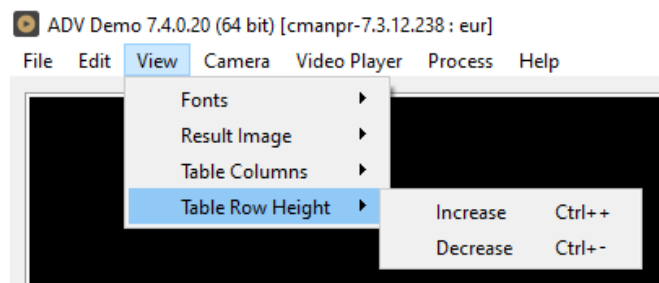 ADV Demo 7.4.0.20 (64 bit) [cmanpr-7.3.12.238 : eur]
File Edit View Camera Video Player Process Help
Fonts
Result Image
Table Columns
Table Row Height
Increase Ctrl++
Decrease Ctrl+-